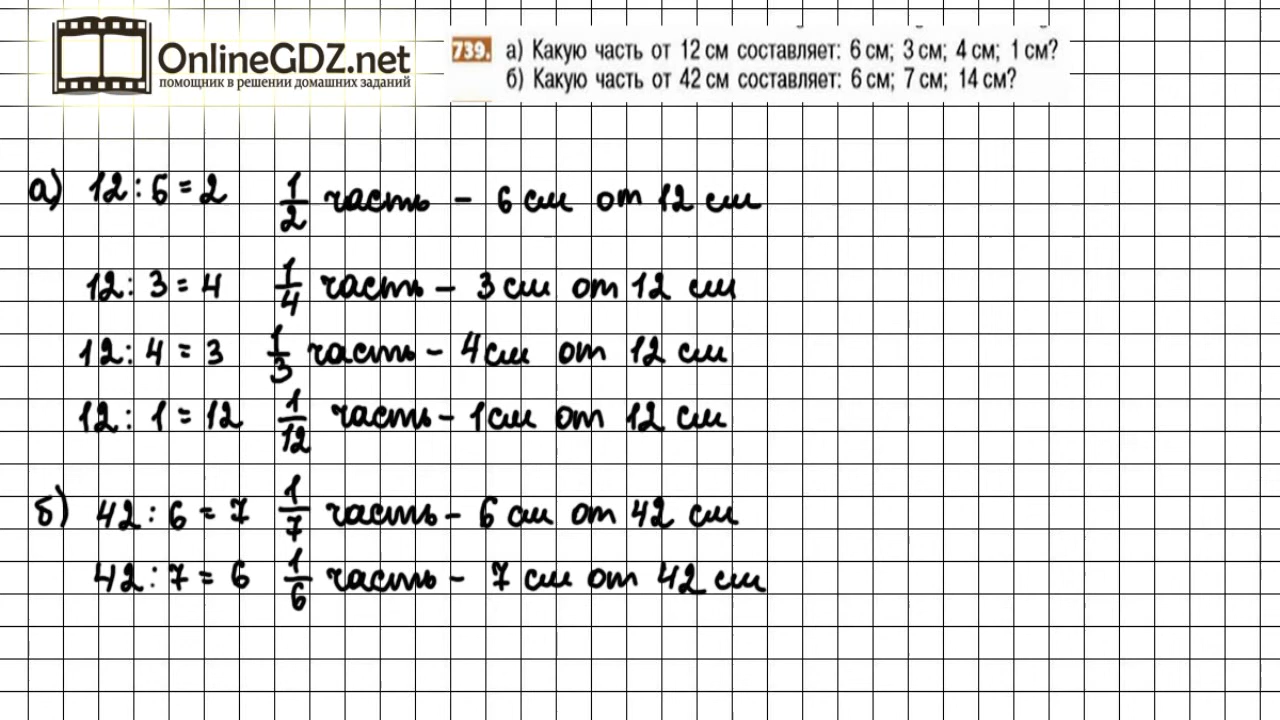 OnlineGDZ.net
помощник в решении домашних заданий
739. а) Какую часть от 12 см составляет: 6 см; 3 см; 4 см; 1 см?
б) Какую часть от 42 см составляет: 6 см; 7 см; 14 см?
а) 12 : 6 = 2 1/2 часть – 6 см от 12 см
12 : 3 = 4 1/4 часть – 3 см от 12 см
12 : 4 = 3 1/3 часть – 4 см от 12 см
12 : 1 = 12 1/12 часть – 1 см от 12 см
б) 42 : 6 = 7 1/7 часть – 6 см от 42 см
42 : 7 = 6 1/6 часть – 7 см от 42 см